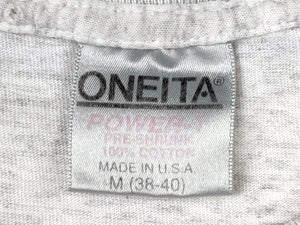 ONEITA
POWER-T
PRE-SHRUNK
100% COTTON
MADE IN U.S.A.
M (38-40)